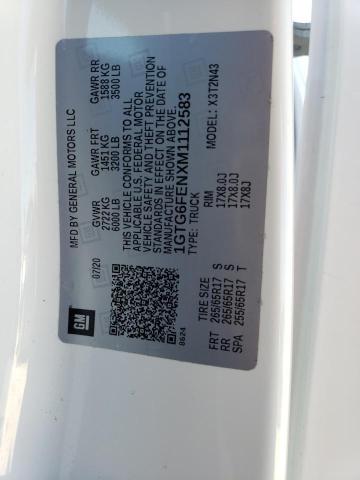 MFD BY GENERAL MOTORS LLC
07/20
GVWR GAWR FRT GAWR RR
2722 KG 1451 KG 1588 KG
6000 LB 3200 LB 3500 LB
THIS VEHICLE CONFORMS TO ALL
APPLICABLE U.S. FEDERAL MOTOR
VEHICLE SAFETY AND THEFT PREVENTION
STANDARDS IN EFFECT ON THE DATE OF
MANUFACTURE SHOWN ABOVE.
1GTG6FENXM1112583
TYPE: TRUCK MODEL: X3T2N43
TIRE SIZE RIM
FRT 265/65R17 S 17X8.0J
RR 265/65R17 S 17X8.0J
SPA 255/65R17 T 17X8J
GM
8624